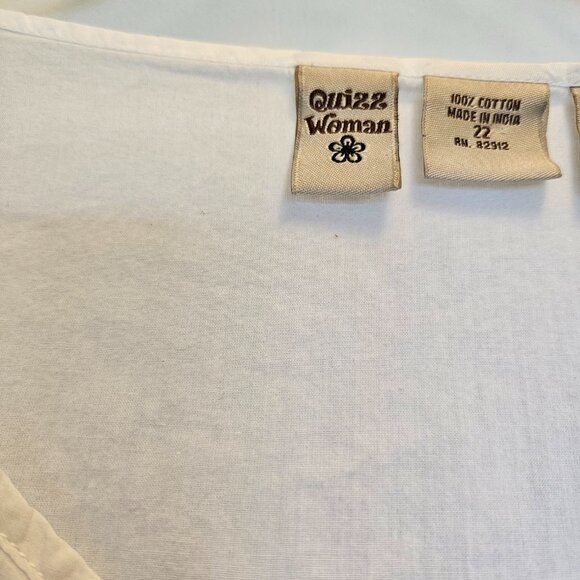 Quizz
Woman
100% COTTON
MADE IN INDIA
22
RN. 82912